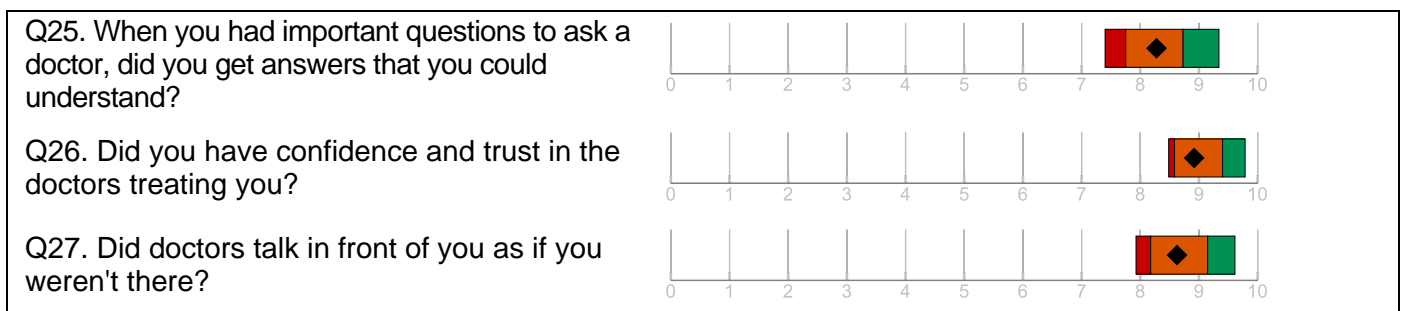 Q25. When you had important questions to ask a
doctor, did you get answers that you could
understand?
0 1 2 3 4 5 6 7 8 9 10
Q26. Did you have confidence and trust in the
doctors treating you?
0 1 2 3 4 5 6 7 8 9 10
Q27. Did doctors talk in front of you as if you
weren't there?
0 1 2 3 4 5 6 7 8 9 10